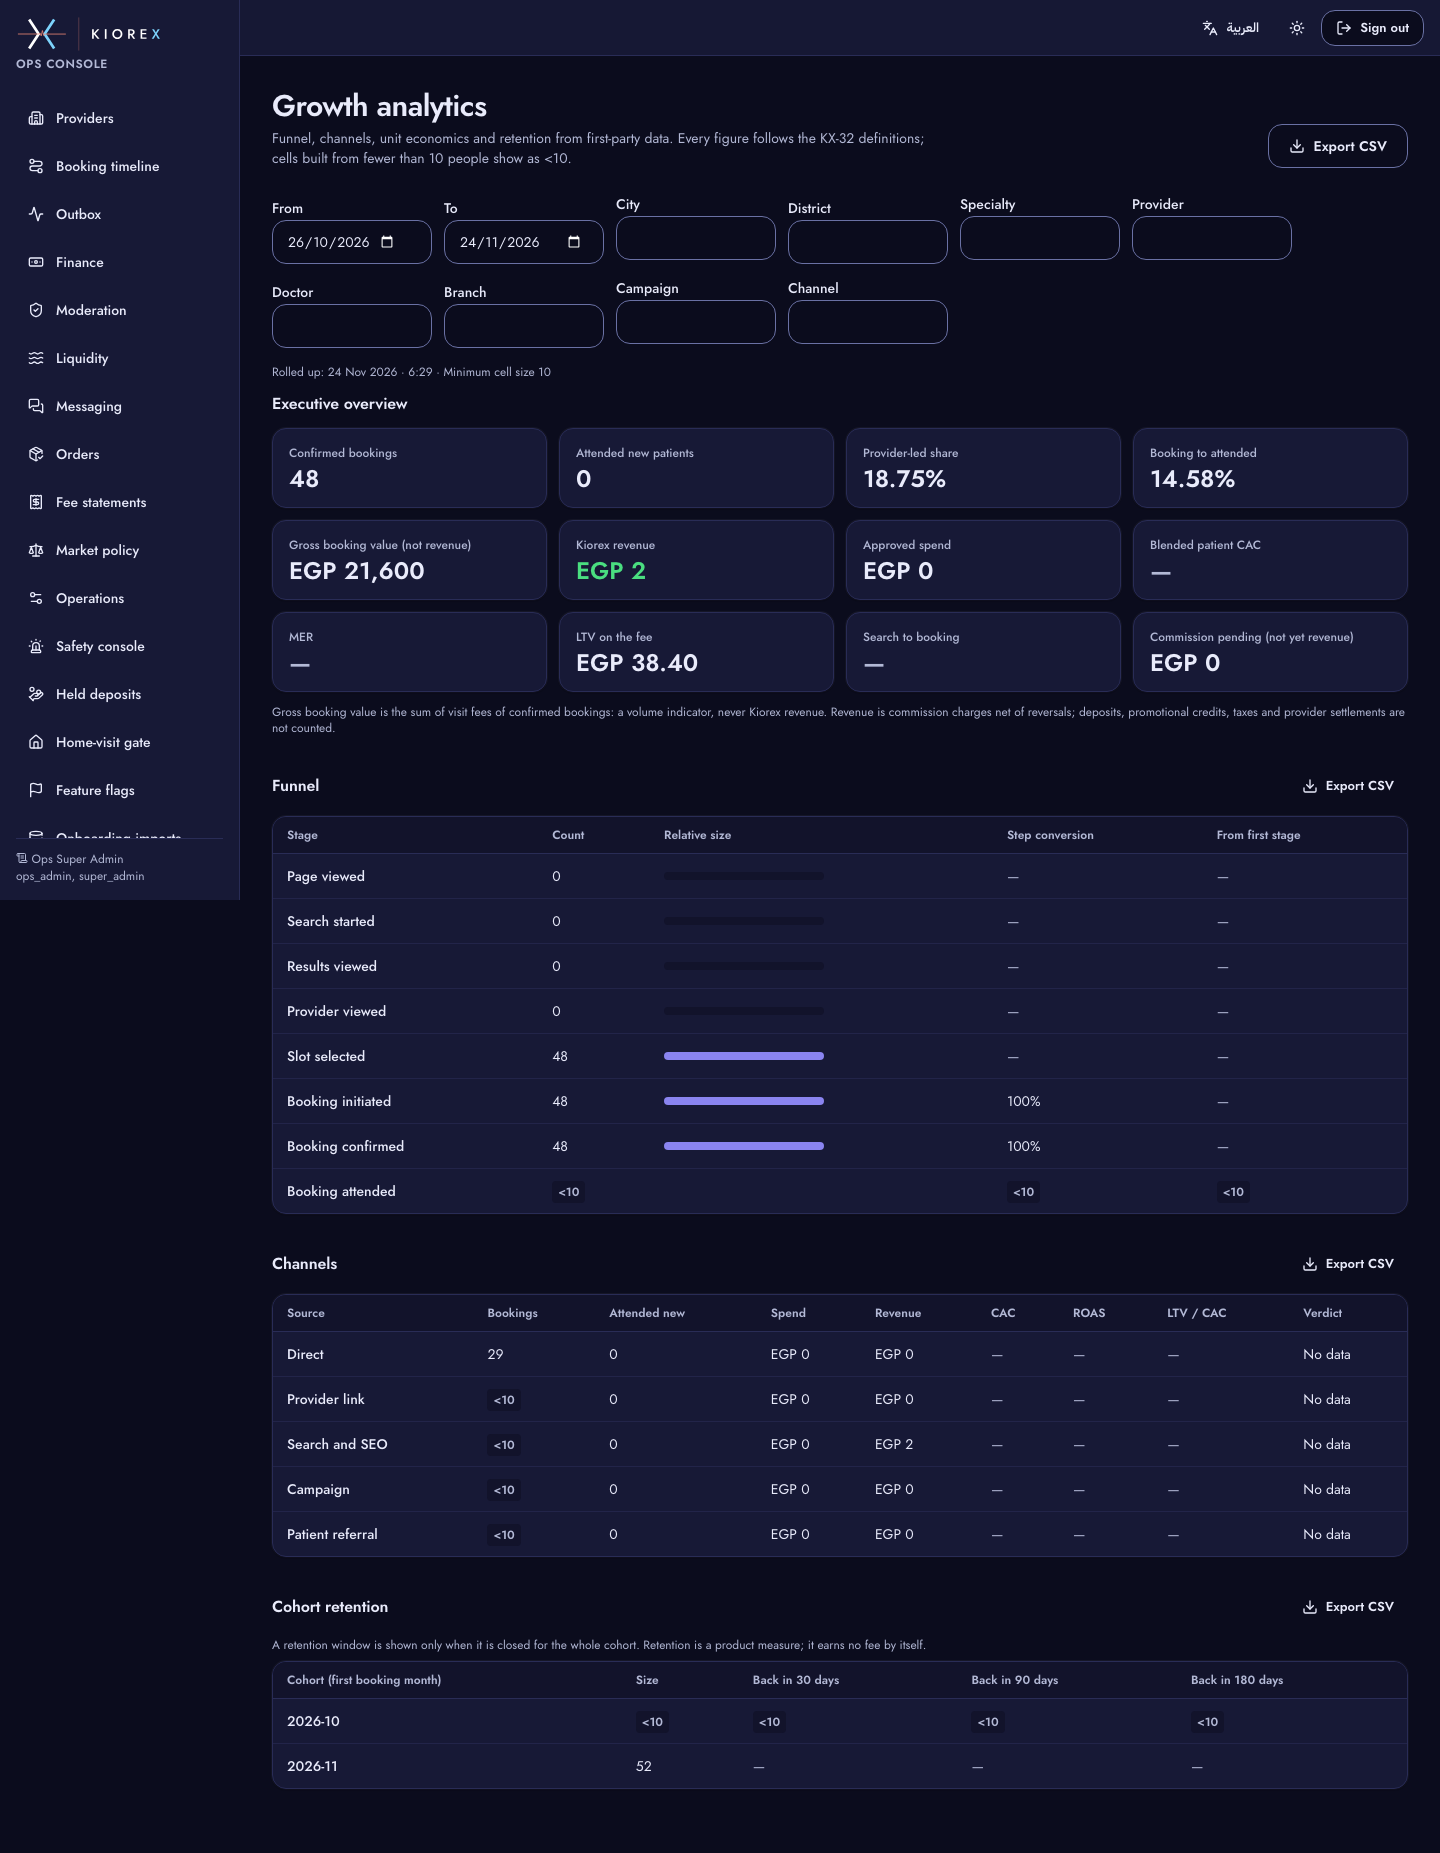 KIOREX
OPS CONSOLE
العربية
Sign out
Providers
Booking timeline
Outbox
Finance
Moderation
Liquidity
Messaging
Orders
Fee statements
Market policy
Operations
Safety console
Held deposits
Home-visit gate
Feature flags
Onboarding imports
Ops Super Admin
ops_admin, super_admin
Growth analytics
Funnel, channels, unit economics and retention from first-party data. Every figure follows the KX-32 definitions;
cells built from fewer than 10 people show as <10.
Export CSV
From To City District Specialty Provider
26/10/2026 24/11/2026
Doctor Branch Campaign Channel
Rolled up: 24 Nov 2026 · 6:29 · Minimum cell size 10
Executive overview
Confirmed bookings
48
Attended new patients
0
Provider-led share
18.75%
Booking to attended
14.58%
Gross booking value (not revenue)
EGP 21,600
Kiorex revenue
EGP 2
Approved spend
EGP 0
Blended patient CAC
—
MER
—
LTV on the fee
EGP 38.40
Search to booking
—
Commission pending (not yet revenue)
EGP 0
Gross booking value is the sum of visit fees of confirmed bookings: a volume indicator, never Kiorex revenue. Revenue is commission charges net of reversals; deposits, promotional credits, taxes and provider settlements are
not counted.
Funnel
Export CSV
Stage Count Relative size Step conversion From first stage
Page viewed 0 — —
Search started 0 — —
Results viewed 0 — —
Provider viewed 0 — —
Slot selected 48 — —
Booking initiated 48 100% —
Booking confirmed 48 100% —
Booking attended <10 <10 <10
Channels
Export CSV
Source Bookings Attended new Spend Revenue CAC ROAS LTV / CAC Verdict
Direct 29 0 EGP 0 EGP 0 — — — No data
Provider link <10 0 EGP 0 EGP 0 — — — No data
Search and SEO <10 0 EGP 0 EGP 2 — — — No data
Campaign <10 0 EGP 0 EGP 0 — — — No data
Patient referral <10 0 EGP 0 EGP 0 — — — No data
Cohort retention
Export CSV
A retention window is shown only when it is closed for the whole cohort. Retention is a product measure; it earns no fee by itself.
Cohort (first booking month) Size Back in 30 days Back in 90 days Back in 180 days
2026-10 <10 <10 <10 <10
2026-11 52 — — —